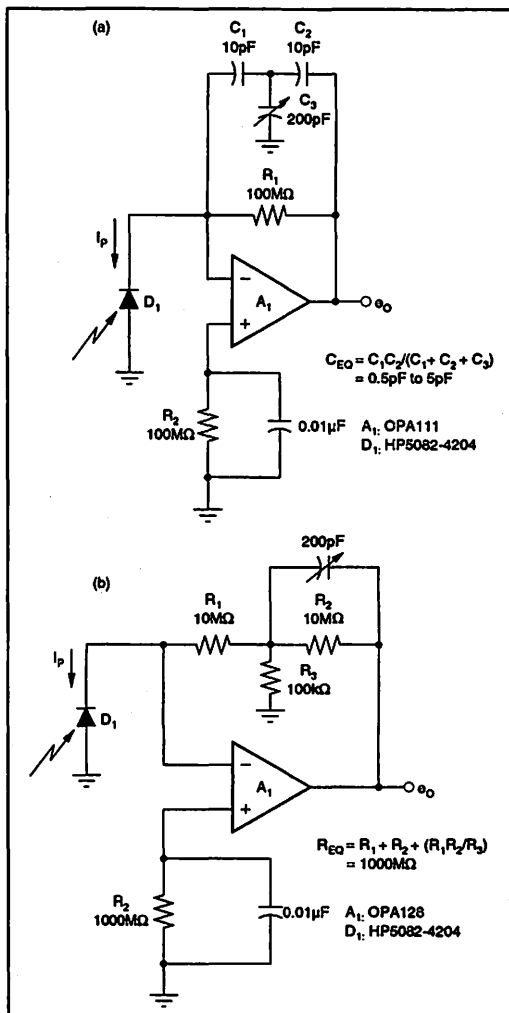 (a)
C₁ C₂
10pF 10pF
C₃
200pF
R₁
100MΩ
Iₚ
D₁
−
A₁
+
eₒ
C_EQ = C₁C₂/(C₁+ C₂ + C₃)
= 0.5pF to 5pF
R₂
100MΩ
0.01µF
A₁: OPA111
D₁: HP5082-4204
(b)
200pF
R₁ R₂
10MΩ 10MΩ
R₃
100kΩ
Iₚ
D₁
−
A₁
+
eₒ
R_EQ = R₁ + R₂ + (R₁R₂/R₃)
= 1000MΩ
R₂
1000MΩ
0.01µF
A₁: OPA128
D₁: HP5082-4204